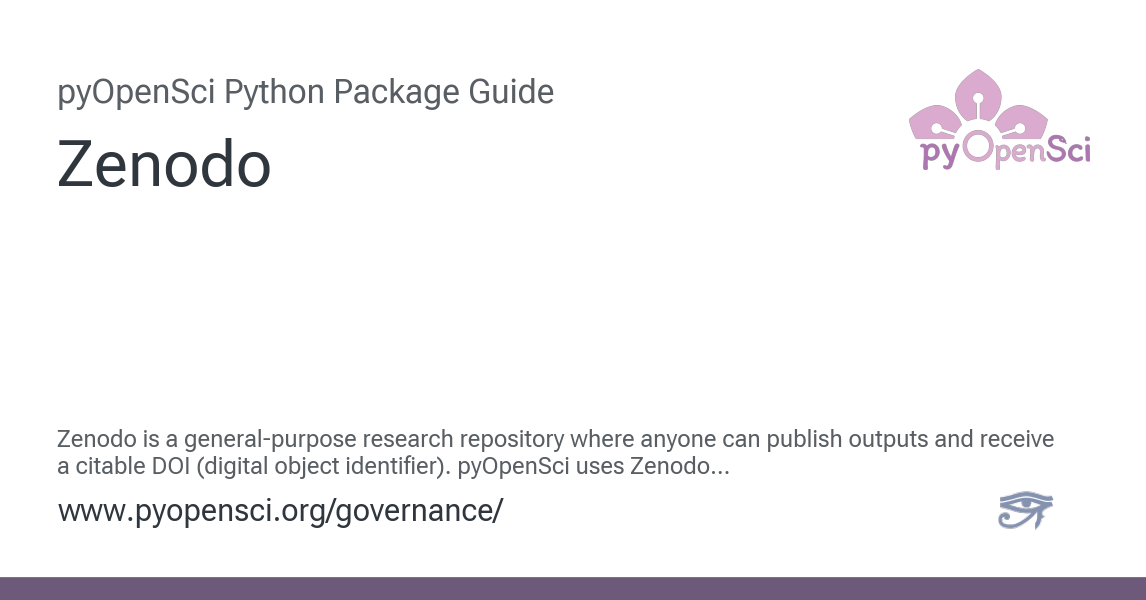 pyOpenSci Python Package Guide
Zenodo
pyOpenSci
Zenodo is a general-purpose research repository where anyone can publish outputs and receive
a citable DOI (digital object identifier). pyOpenSci uses Zenodo...
www.pyopensci.org/governance/